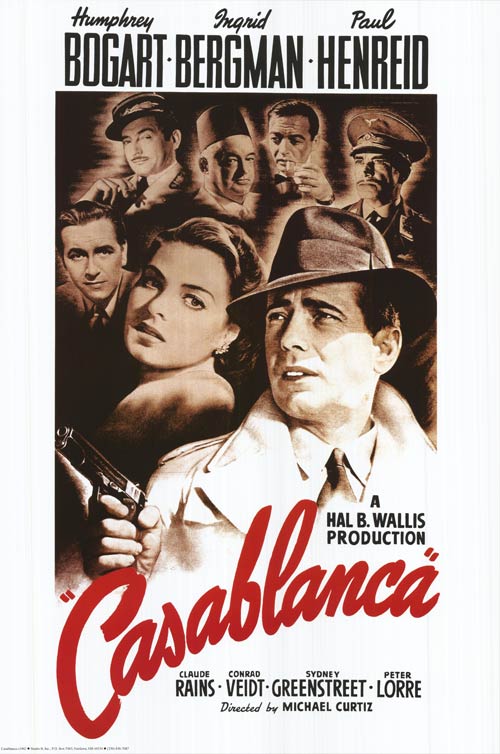 Humphrey Ingrid Paul
BOGART · BERGMAN · HENREID
A
HAL B. WALLIS
PRODUCTION
"Casablanca"
CLAUDE CONRAD SYDNEY PETER
RAINS · VEIDT · GREENSTREET · LORRE
Directed by MICHAEL CURTIZ